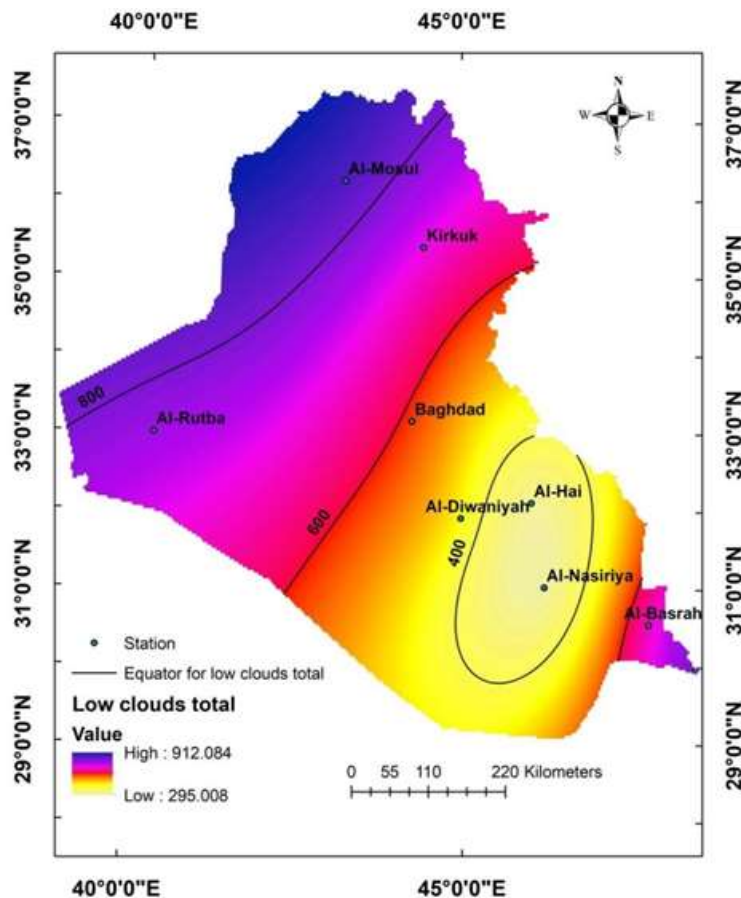 40°0'0"E 45°0'0"E
N
W E
S
37°0'0"N 37°0'0"N
Al-Mosul
Kirkuk
35°0'0"N 35°0'0"N
800
Al-Rutba
Baghdad
33°0'0"N 33°0'0"N
Al-Hai
Al-Diwaniyah
600
400
Al-Nasiriya
31°0'0"N 31°0'0"N
Al-Basrah
Station
Equator for low clouds total
Low clouds total
Value
High : 912.084
Low : 295.008
29°0'0"N 29°0'0"N
0 55 110 220 Kilometers
40°0'0"E 45°0'0"E